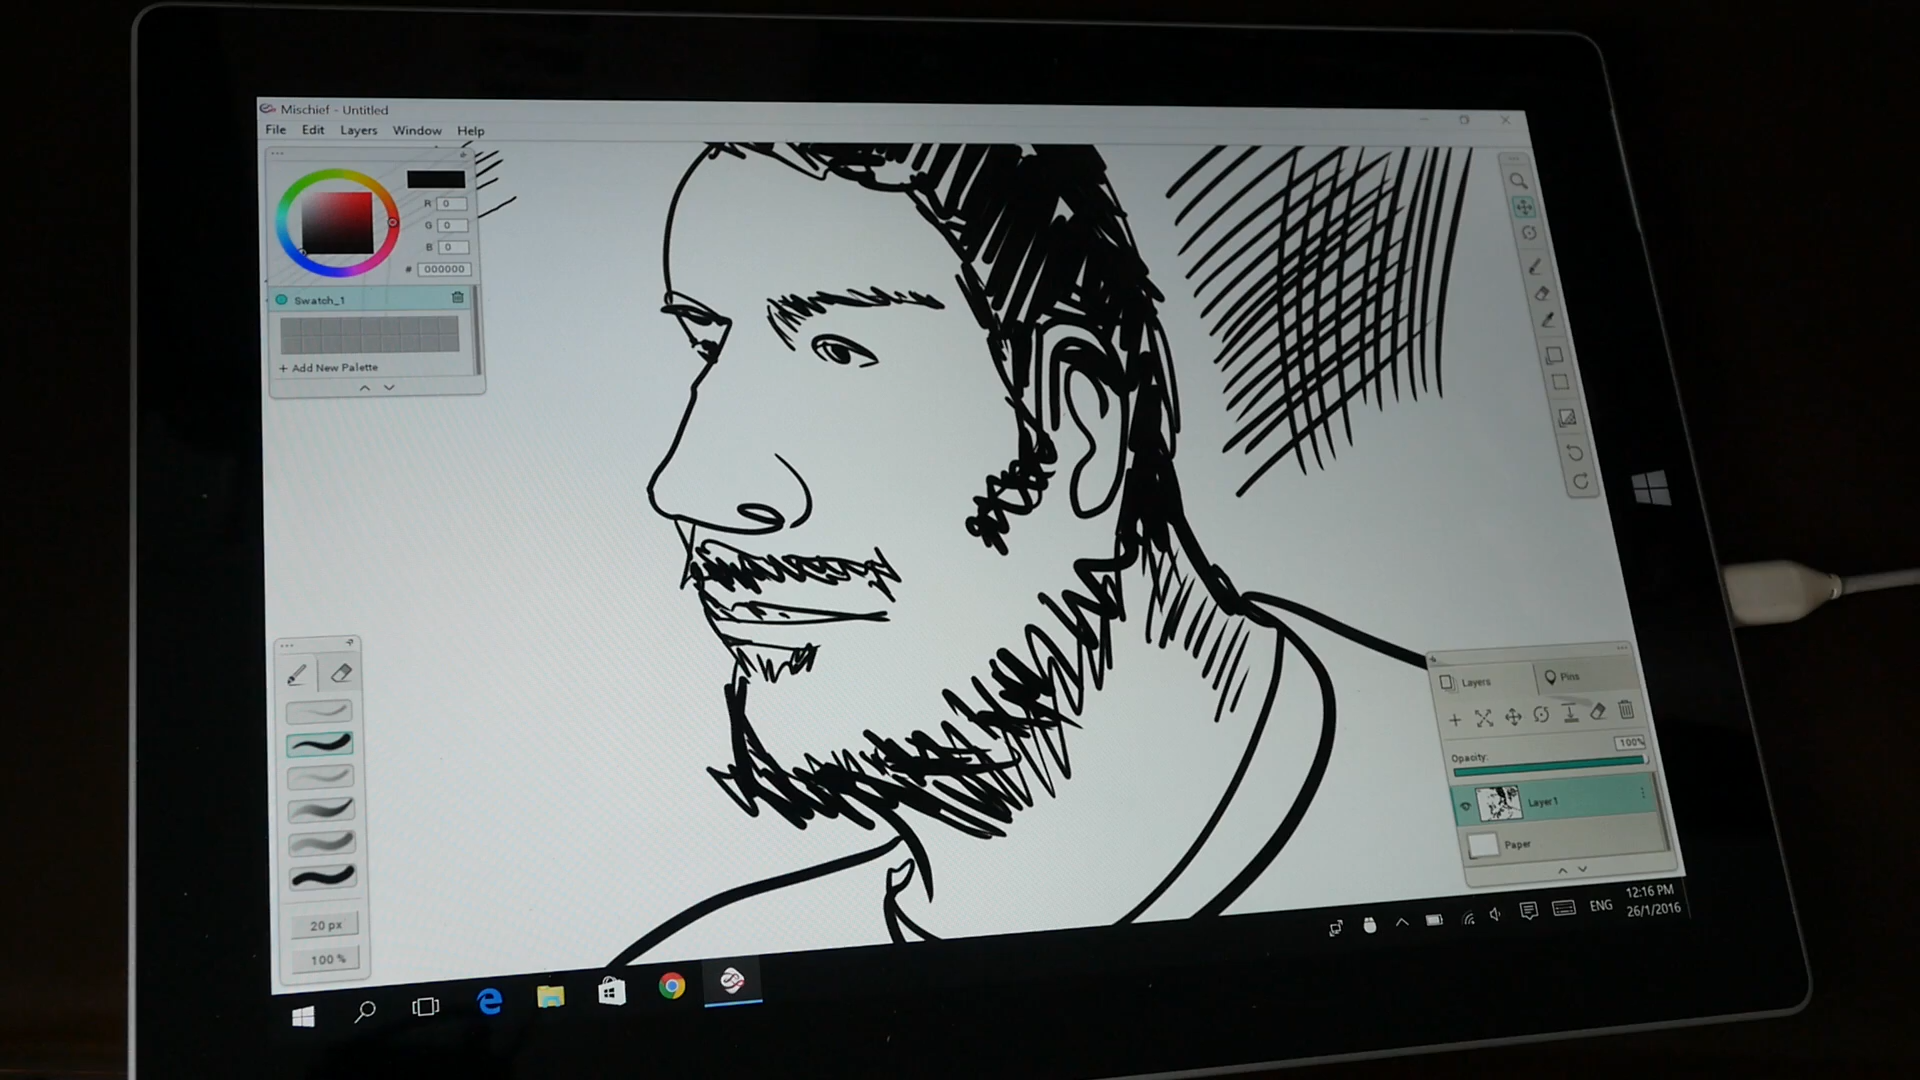 Mischief - Untitled
File Edit Layers Window Help
R 0
G 0
B 0
# 000000
Swatch_1
+ Add New Palette
20 px
100 %
Layers Pins
100%
Opacity:
Layer1
Paper
ENG
12:16 PM
26/1/2016